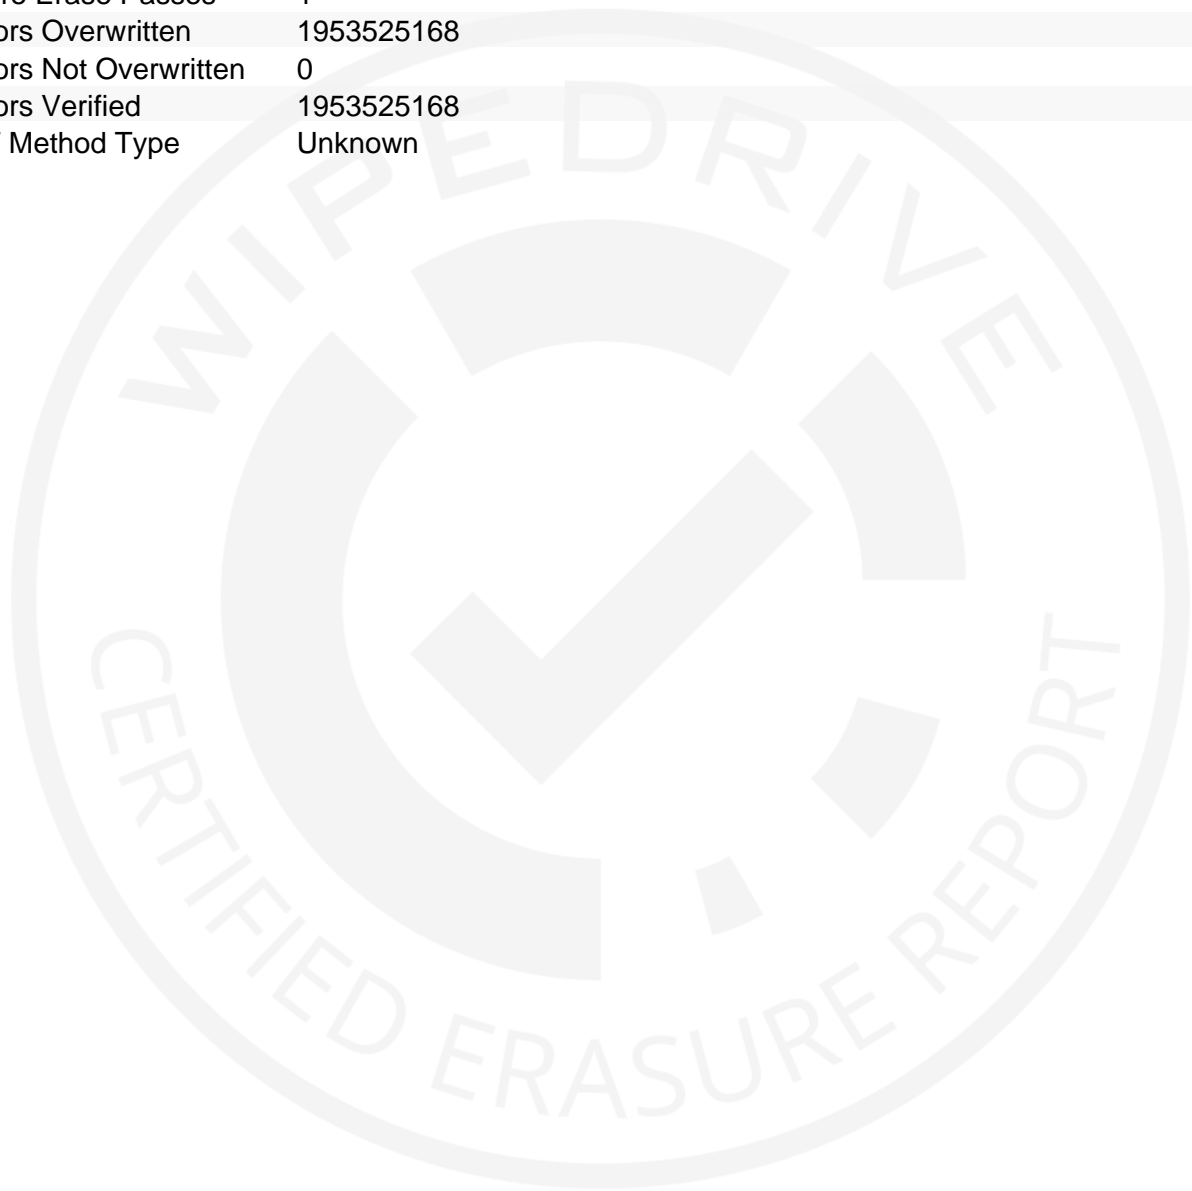 ors Overwritten 1953525168
ors Not Overwritten 0
ors Verified 1953525168
Method Type Unknown
WIPEDRIVE
CERTIFIED ERASURE REPORT